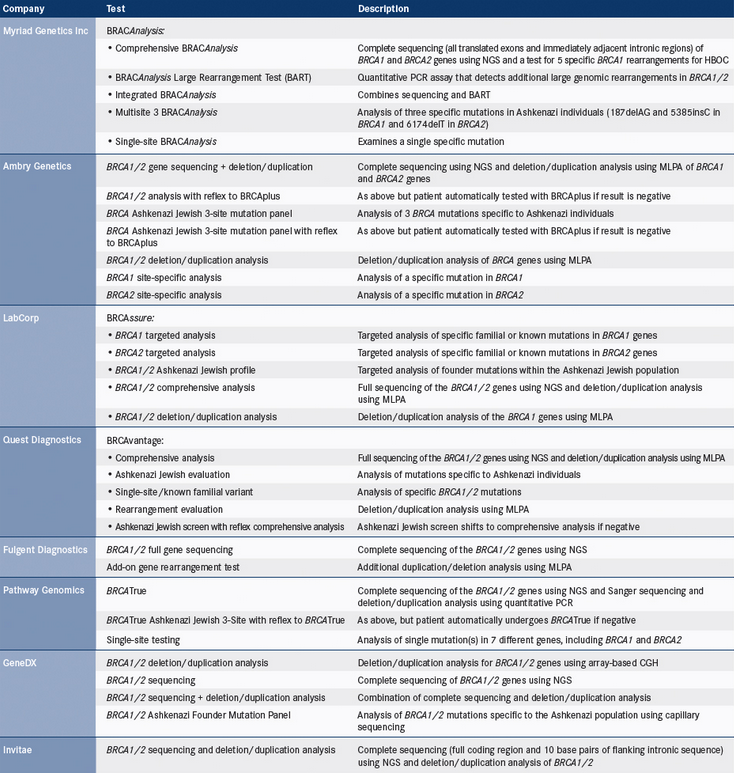 Company Test Description
Myriad Genetics Inc BRACAnalysis:
• Comprehensive BRACAnalysis Complete sequencing (all translated exons and immediately adjacent intronic regions) of
BRCA1 and BRCA2 genes using NGS and a test for 5 specific BRCA1 rearrangements for HBOC
• BRACAnalysis Large Rearrangement Test (BART) Quantitative PCR assay that detects additional large genomic rearrangements in BRCA1/2
• Integrated BRACAnalysis Combines sequencing and BART
• Multisite 3 BRACAnalysis Analysis of three specific mutations in Ashkenazi individuals (187delAG and 5385insC in
BRCA1 and 6174delT in BRCA2)
• Single-site BRACAnalysis Examines a single specific mutation
Ambry Genetics BRCA1/2 gene sequencing + deletion/duplication Complete sequencing using NGS and deletion/duplication analysis using MLPA of BRCA1
and BRCA2 genes
BRCA1/2 analysis with reflex to BRCAplus As above but patient automatically tested with BRCAplus if result is negative
BRCA Ashkenazi Jewish 3-site mutation panel Analysis of 3 BRCA mutations specific to Ashkenazi individuals
BRCA Ashkenazi Jewish 3-site mutation panel with reflex As above but patient automatically tested with BRCAplus if result is negative
to BRCAplus
BRCA1/2 deletion/duplication analysis Deletion/duplication analysis of BRCA genes using MLPA
BRCA1 site-specific analysis Analysis of a specific mutation in BRCA1
BRCA2 site-specific analysis Analysis of a specific mutation in BRCA2
LabCorp BRCAssure:
• BRCA1 targeted analysis Targeted analysis of specific familial or known mutations in BRCA1 genes
• BRCA2 targeted analysis Targeted analysis of specific familial or known mutations in BRCA2 genes
• BRCA1/2 Ashkenazi Jewish profile Targeted analysis of founder mutations within the Ashkenazi Jewish population
• BRCA1/2 comprehensive analysis Full sequencing of the BRCA1/2 genes using NGS and deletion/duplication analysis
using MLPA
• BRCA1/2 deletion/duplication analysis Deletion/duplication analysis of the BRCA1 genes using MLPA
Quest Diagnostics BRCAvantage:
• Comprehensive analysis Full sequencing of the BRCA1/2 genes using NGS and deletion/duplication analysis using MLPA
• Ashkenazi Jewish evaluation Analysis of mutations specific to Ashkenazi individuals
• Single-site/known familial variant Analysis of specific BRCA1/2 mutations
• Rearrangement evaluation Deletion/duplication analysis using MLPA
• Ashkenazi Jewish screen with reflex comprehensive analysis Ashkenazi Jewish screen shifts to comprehensive analysis if negative
Fulgent Diagnostics BRCA1/2 full gene sequencing Complete sequencing of the BRCA1/2 genes using NGS
Add-on gene rearrangement test Additional duplication/deletion analysis using MLPA
Pathway Genomics BRCATrue Complete sequencing of the BRCA1/2 genes using NGS and Sanger sequencing and
deletion/duplication analysis using quantitative PCR
BRCATrue Ashkenazi Jewish 3-Site with reflex to BRCATrue As above, but patient automatically undergoes BRCATrue if negative
Single-site testing Analysis of single mutation(s) in 7 different genes, including BRCA1 and BRCA2
GeneDX BRCA1/2 deletion/duplication analysis Deletion/duplication analysis for BRCA1/2 genes using array-based CGH
BRCA1/2 sequencing Complete sequencing of BRCA1/2 genes using NGS
BRCA1/2 sequencing + deletion/duplication analysis Combination of complete sequencing and deletion/duplication analysis
BRCA1/2 Ashkenazi Founder Mutation Panel Analysis of BRCA1/2 mutations specific to the Ashkenazi population using capillary
sequencing
Invitae BRCA1/2 sequencing and deletion/duplication analysis Complete sequencing (full coding region and 10 base pairs of flanking intronic sequence)
using NGS and deletion/duplication analysis of BRCA1/2